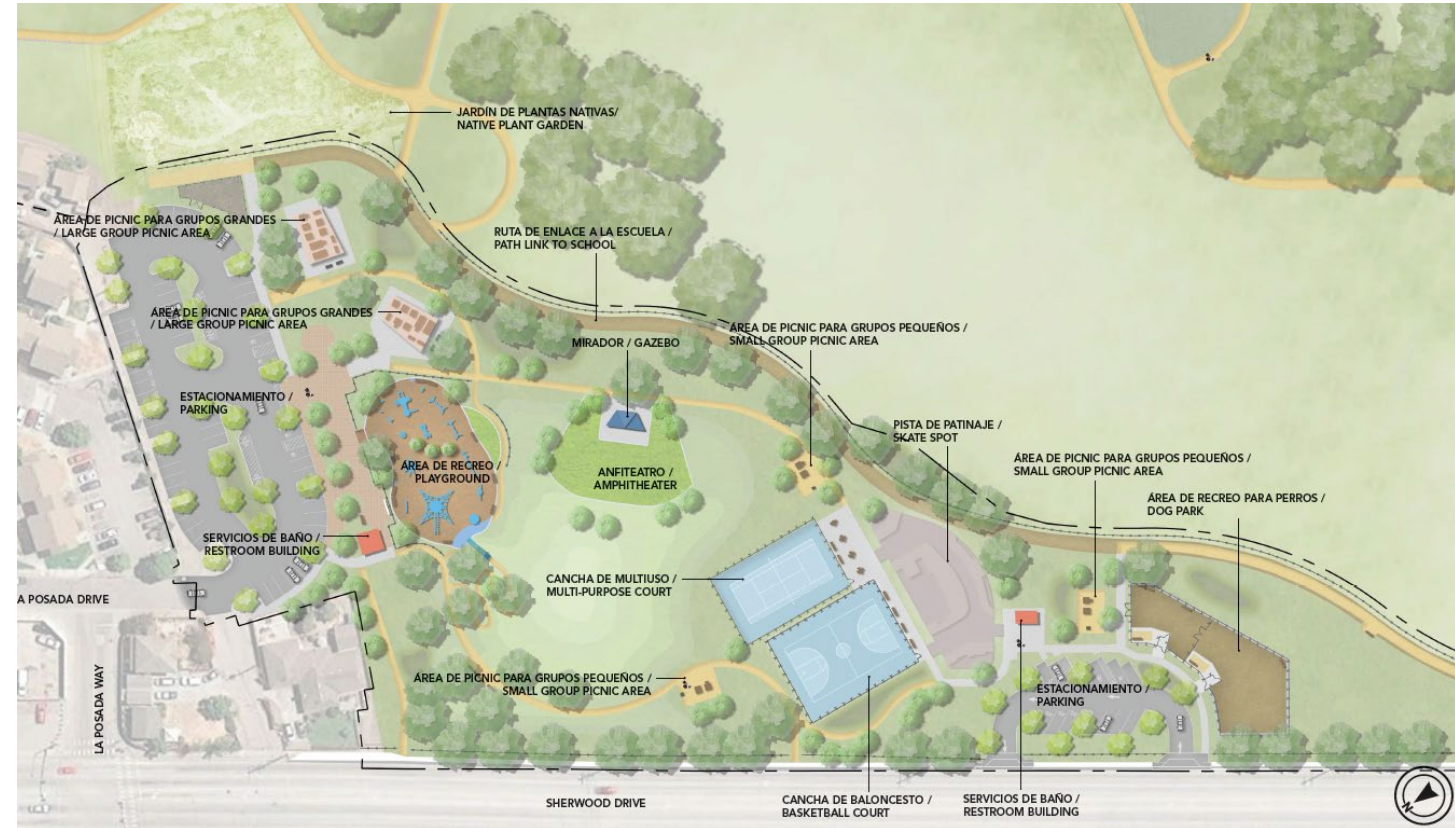 JARDÍN DE PLANTAS NATIVAS/
NATIVE PLANT GARDEN
ÁREA DE PICNIC PARA GRUPOS GRANDES
/ LARGE GROUP PICNIC AREA
RUTA DE ENLACE A LA ESCUELA /
PATH LINK TO SCHOOL
ÁREA DE PICNIC PARA GRUPOS GRANDES
/ LARGE GROUP PICNIC AREA
MIRADOR / GAZEBO
ÁREA DE PICNIC PARA GRUPOS PEQUEÑOS /
SMALL GROUP PICNIC AREA
ESTACIONAMIENTO /
PARKING
PISTA DE PATINAJE /
SKATE SPOT
ÁREA DE RECREO /
PLAYGROUND
ANFITEATRO /
AMPHITHEATER
ÁREA DE PICNIC PARA GRUPOS PEQUEÑOS /
SMALL GROUP PICNIC AREA
ÁREA DE RECREO PARA PERROS /
DOG PARK
SERVICIOS DE BAÑO /
RESTROOM BUILDING
CANCHA DE MULTIUSO /
MULTI-PURPOSE COURT
A POSADA DRIVE
LA POSADA WAY
ÁREA DE PICNIC PARA GRUPOS PEQUEÑOS /
SMALL GROUP PICNIC AREA
ESTACIONAMIENTO /
PARKING
SHERWOOD DRIVE
CANCHA DE BALONCESTO /
BASKETBALL COURT
SERVICIOS DE BAÑO /
RESTROOM BUILDING
N